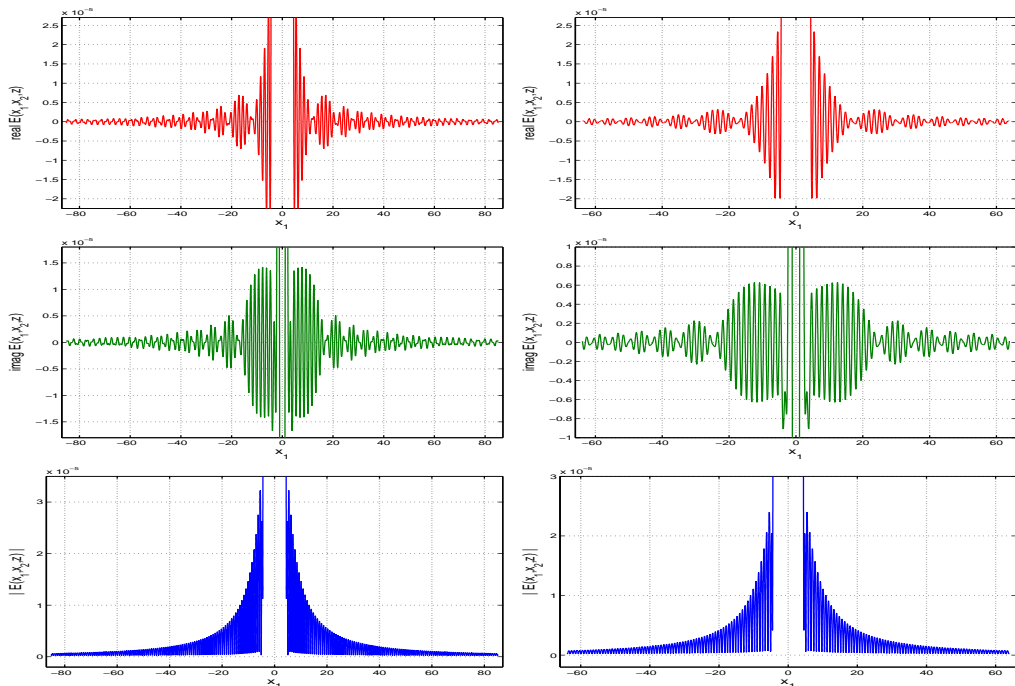 x 10⁻⁵
2.5
2
1.5
1
0.5
0
−0.5
−1
−1.5
−2
real E(x₁,x₂,z)
−80 −60 −40 −20 0 20 40 60 80
x₁
x 10⁻⁵
2.5
2
1.5
1
0.5
0
−0.5
−1
−1.5
−2
real E(x₁,x₂,z)
−60 −40 −20 0 20 40 60
x₁
x 10⁻⁵
1.5
1
0.5
0
−0.5
−1
−1.5
imag E(x₁,x₂,z)
−80 −60 −40 −20 0 20 40 60 80
x₁
x 10⁻⁵
1
0.8
0.6
0.4
0.2
0
−0.2
−0.4
−0.6
−0.8
−1
imag E(x₁,x₂,z)
−60 −40 −20 0 20 40 60
x₁
x 10⁻⁵
3
2
1
0
| E(x₁,x₂,z) |
−80 −60 −40 −20 0 20 40 60 80
x₁
x 10⁻⁵
3
2
1
0
| E(x₁,x₂,z) |
−60 −40 −20 0 20 40 60
x₁